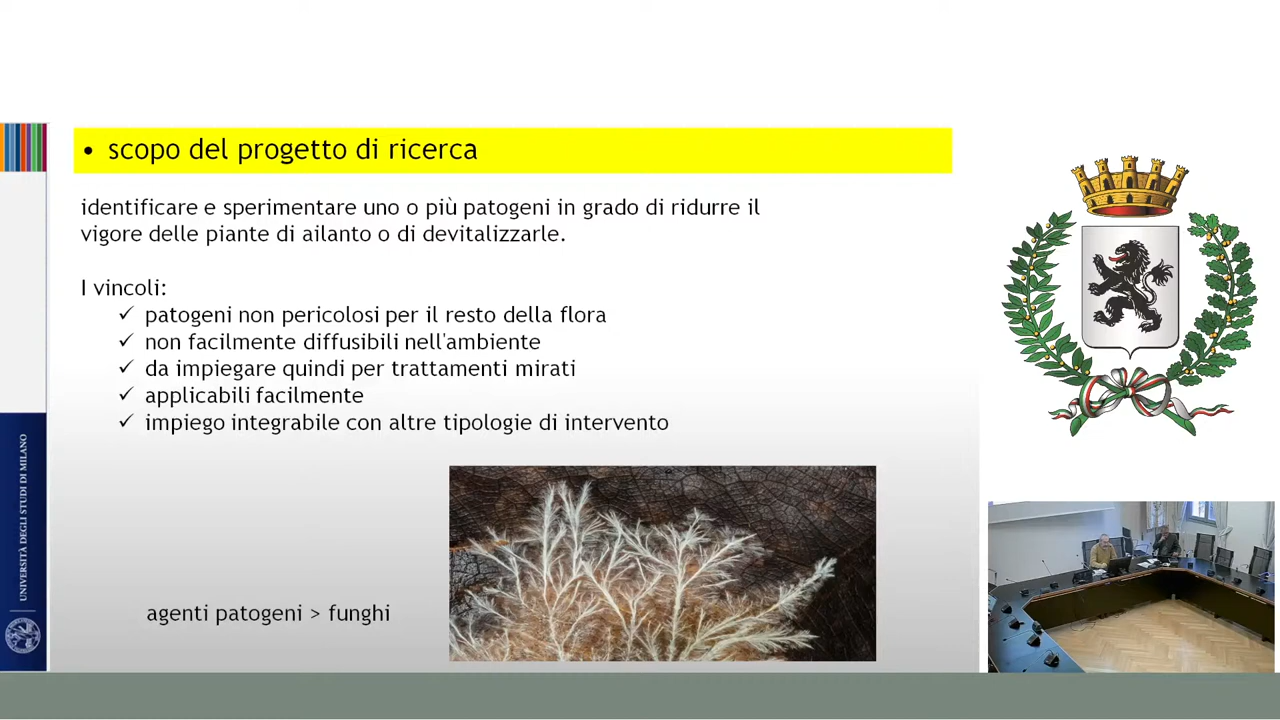 • scopo del progetto di ricerca
identificare e sperimentare uno o più patogeni in grado di ridurre il
vigore delle piante di ailanto o di devitalizzarle.
I vincoli:
✓ patogeni non pericolosi per il resto della flora
✓ non facilmente diffusibili nell'ambiente
✓ da impiegare quindi per trattamenti mirati
✓ applicabili facilmente
✓ impiego integrabile con altre tipologie di intervento
agenti patogeni > funghi
UNIVERSITÀ DEGLI STUDI DI MILANO